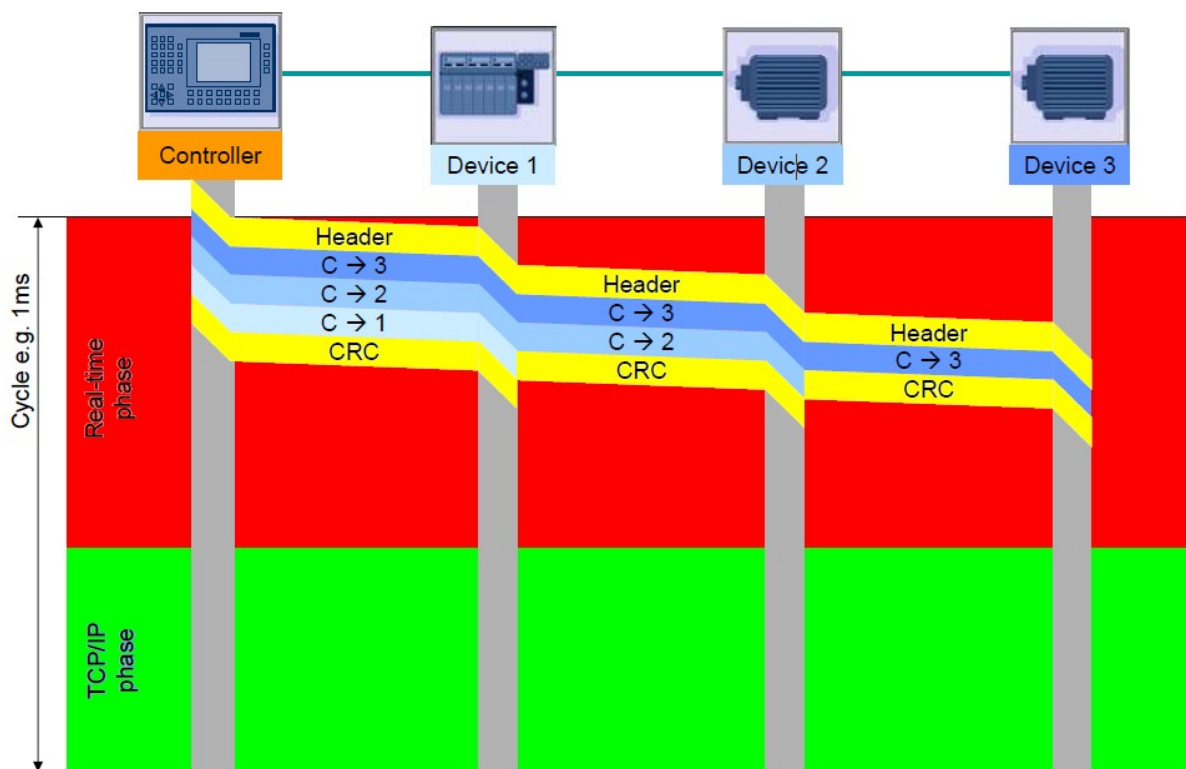 Controller
Device 1
Device 2
Device 3
Cycle e.g. 1ms
Real-time
phase
TCP/IP
phase
Header
C → 3
C → 2
C → 1
CRC
Header
C → 3
C → 2
CRC
Header
C → 3
CRC